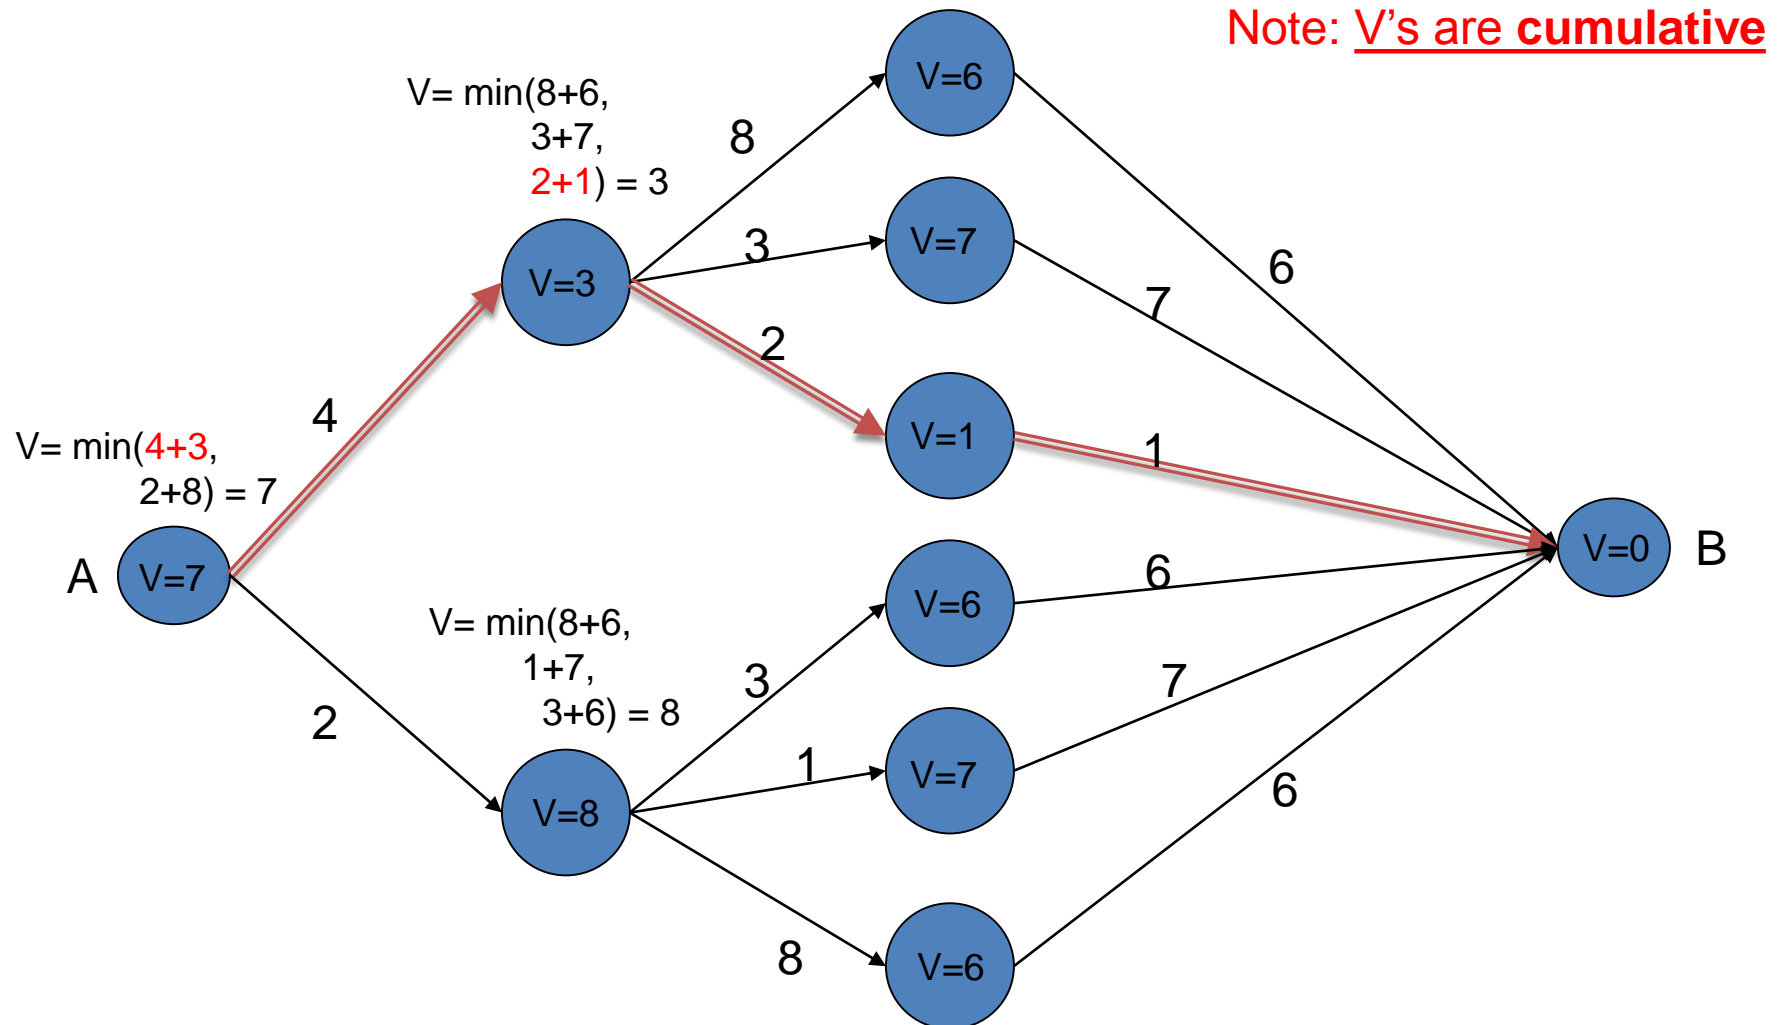 Note: V’s are cumulative
V=6
V= min(8+6,
3+7,
2+1) = 3
8
3
V=7
6
V=3
7
2
4
V=1
1
V= min(4+3,
2+8) = 7
A
V=7
V=0
B
6
V=6
V= min(8+6,
1+7,
3+6) = 8
3
7
2
1
V=7
V=8
6
8
V=6